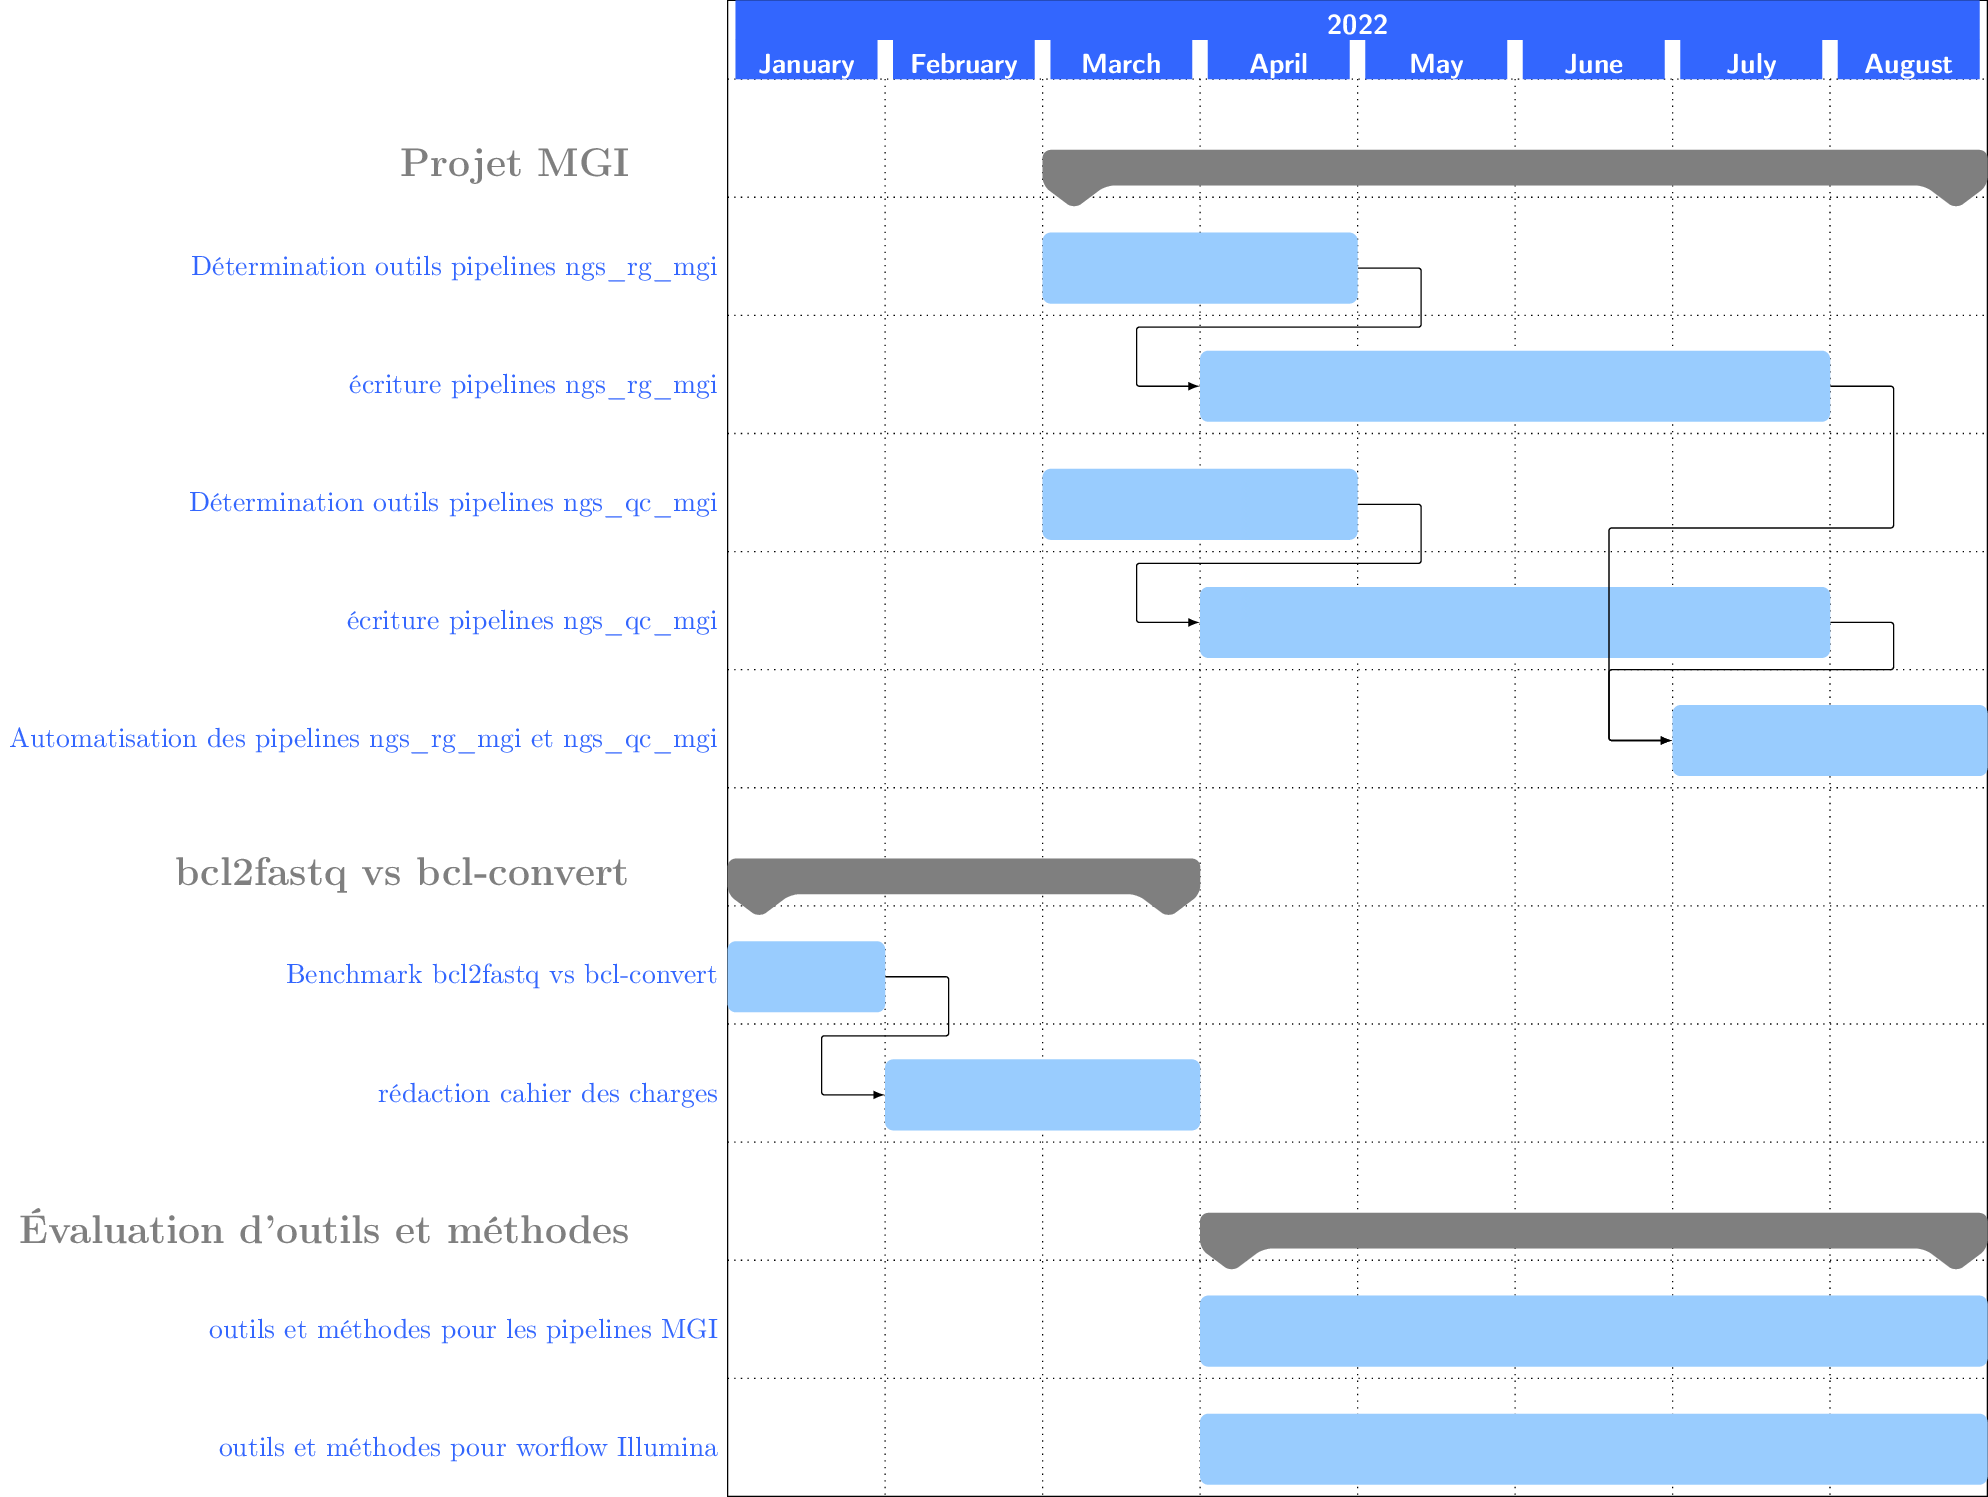 2022
January February March April May June July August
Projet MGI
Détermination outils pipelines ngs_rg_mgi
écriture pipelines ngs_rg_mgi
Détermination outils pipelines ngs_qc_mgi
écriture pipelines ngs_qc_mgi
Automatisation des pipelines ngs_rg_mgi et ngs_qc_mgi
bcl2fastq vs bcl-convert
Benchmark bcl2fastq vs bcl-convert
rédaction cahier des charges
Évaluation d'outils et méthodes
outils et méthodes pour les pipelines MGI
outils et méthodes pour worflow Illumina